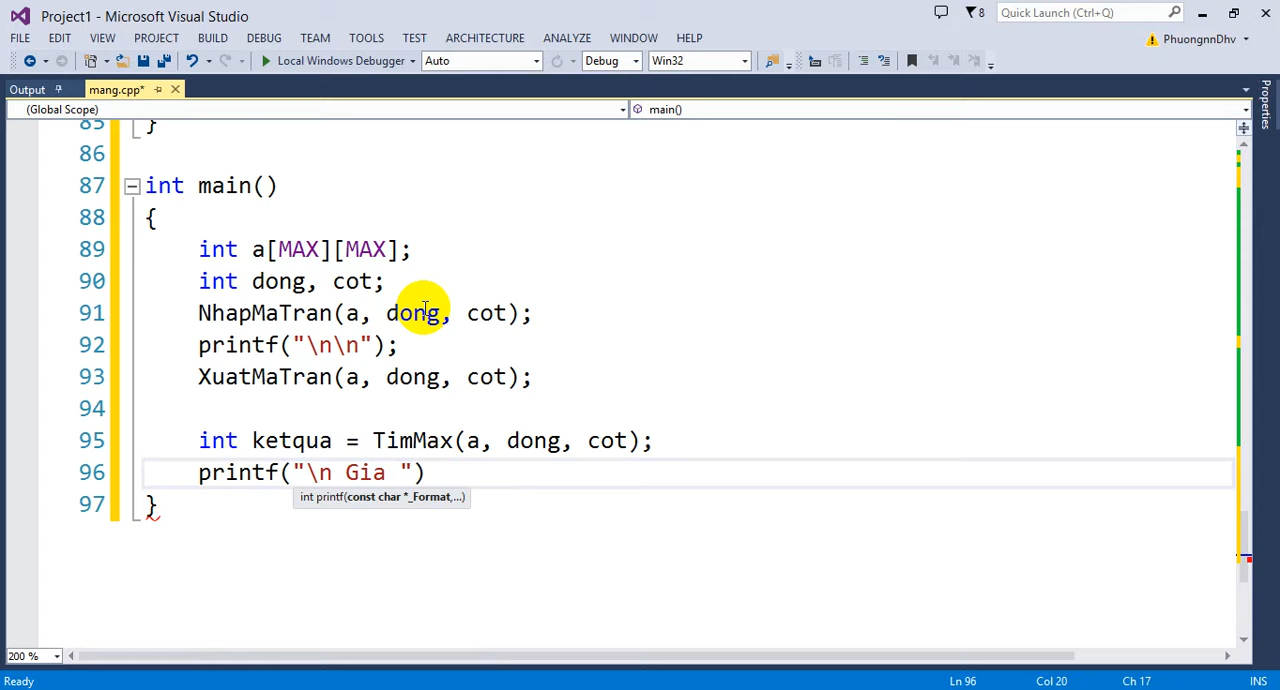 Project1 - Microsoft Visual Studio
8
Quick Launch (Ctrl+Q)
FILE EDIT VIEW PROJECT BUILD DEBUG TEAM TOOLS TEST ARCHITECTURE ANALYZE WINDOW HELP
PhuongnnDhv
Local Windows Debugger Auto Debug Win32
Output mang.cpp*
Properties
(Global Scope) main()
85 }
86
87 int main()
88 {
89 int a[MAX][MAX];
90 int dong, cot;
91 NhapMaTran(a, dong, cot);
92 printf("\n\n");
93 XuatMaTran(a, dong, cot);
94
95 int ketqua = TimMax(a, dong, cot);
96 printf("\n Gia ")
int printf(const char *_Format,...)
97 }
200 %
Ready Ln 96 Col 20 Ch 17 INS